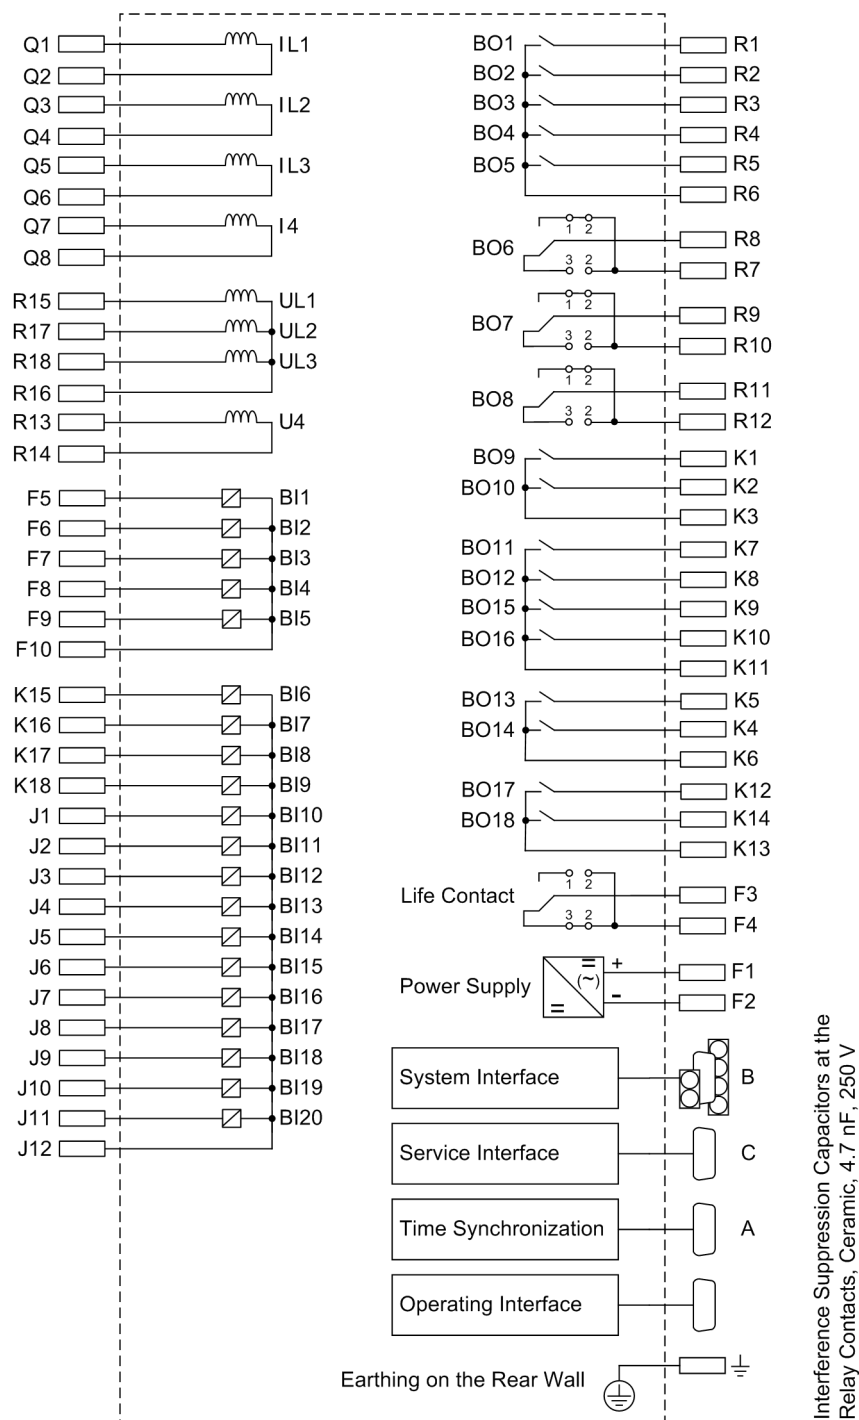 Q1 IL1
Q2
Q3 IL2
Q4
Q5 IL3
Q6
Q7 I4
Q8
R15 UL1
R17 UL2
R18 UL3
R16
R13 U4
R14
F5 BI1
F6 BI2
F7 BI3
F8 BI4
F9 BI5
F10
K15 BI6
K16 BI7
K17 BI8
K18 BI9
J1 BI10
J2 BI11
J3 BI12
J4 BI13
J5 BI14
J6 BI15
J7 BI16
J8 BI17
J9 BI18
J10 BI19
J11 BI20
J12
BO1 R1
BO2 R2
BO3 R3
BO4 R4
BO5 R5
R6
1 2
BO6 R8
3 2
R7
1 2
BO7 R9
3 2
R10
1 2
BO8 R11
3 2
R12
BO9 K1
BO10 K2
K3
BO11 K7
BO12 K8
BO15 K9
BO16 K10
K11
BO13 K5
BO14 K4
K6
BO17 K12
BO18 K14
K13
1 2
Life Contact F3
3 2
F4
= + F1
Power Supply (~)
= - F2
System Interface B
Service Interface C
Time Synchronization A
Operating Interface
Earthing on the Rear Wall
Interference Suppression Capacitors at the
Relay Contacts, Ceramic, 4.7 nF, 250 V